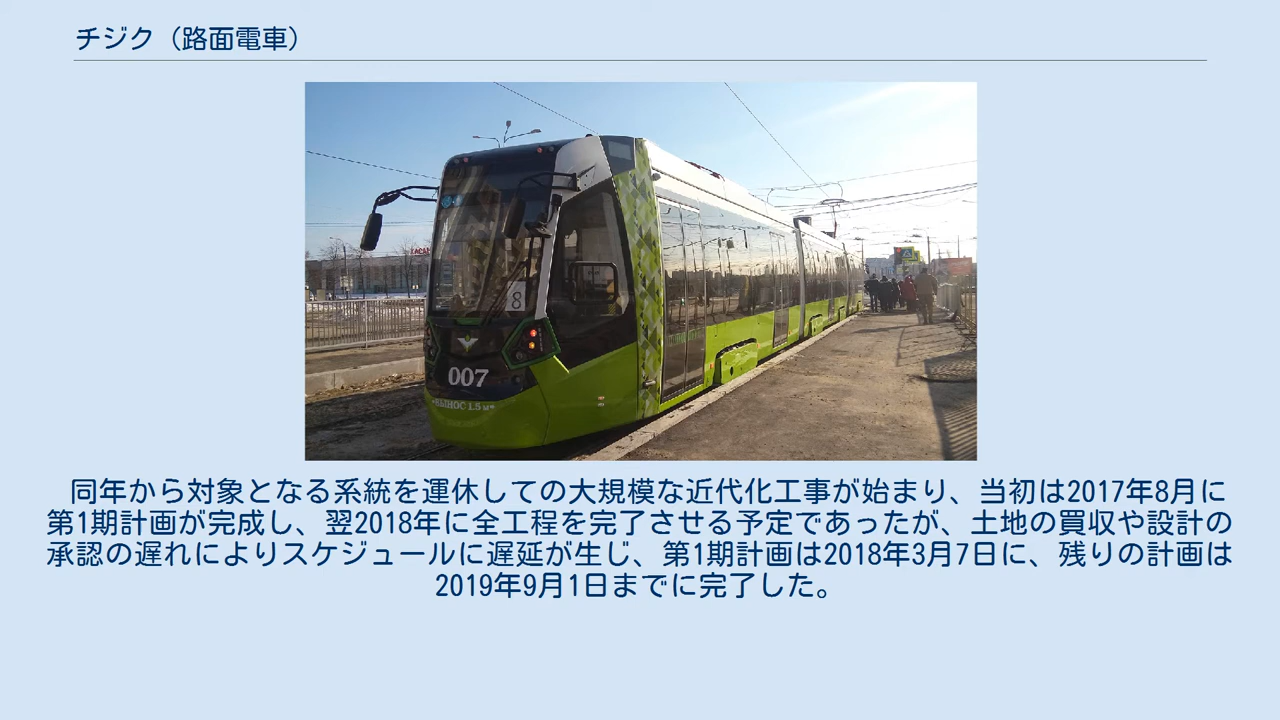 チジク（路面電車）
8
007
ВЫНОС 1.5 м
同年から対象となる系統を運休しての大規模な近代化工事が始まり、当初は2017年8月に
第1期計画が完成し、翌2018年に全工程を完了させる予定であったが、土地の買収や設計の
承認の遅れによりスケジュールに遅延が生じ、第1期計画は2018年3月7日に、残りの計画は
2019年9月1日までに完了した。